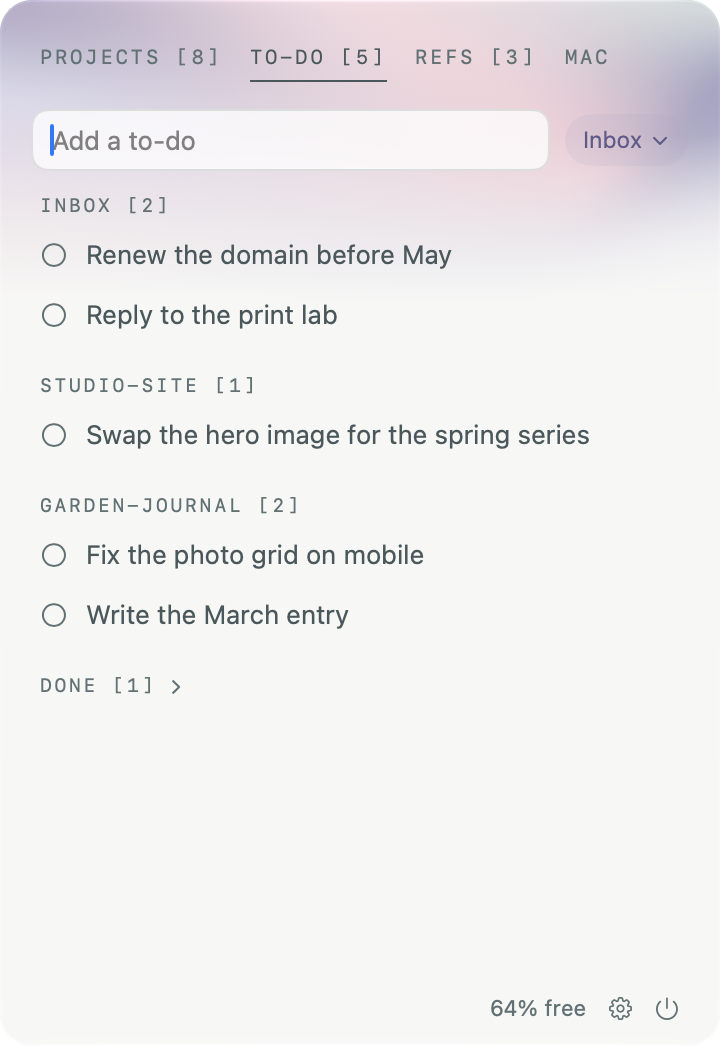 PROJECTS [8] TO–DO [5] REFS [3] MAC
Add a to-do Inbox
INBOX [2]
Renew the domain before May
Reply to the print lab
STUDIO–SITE [1]
Swap the hero image for the spring series
GARDEN–JOURNAL [2]
Fix the photo grid on mobile
Write the March entry
DONE [1]
64% free